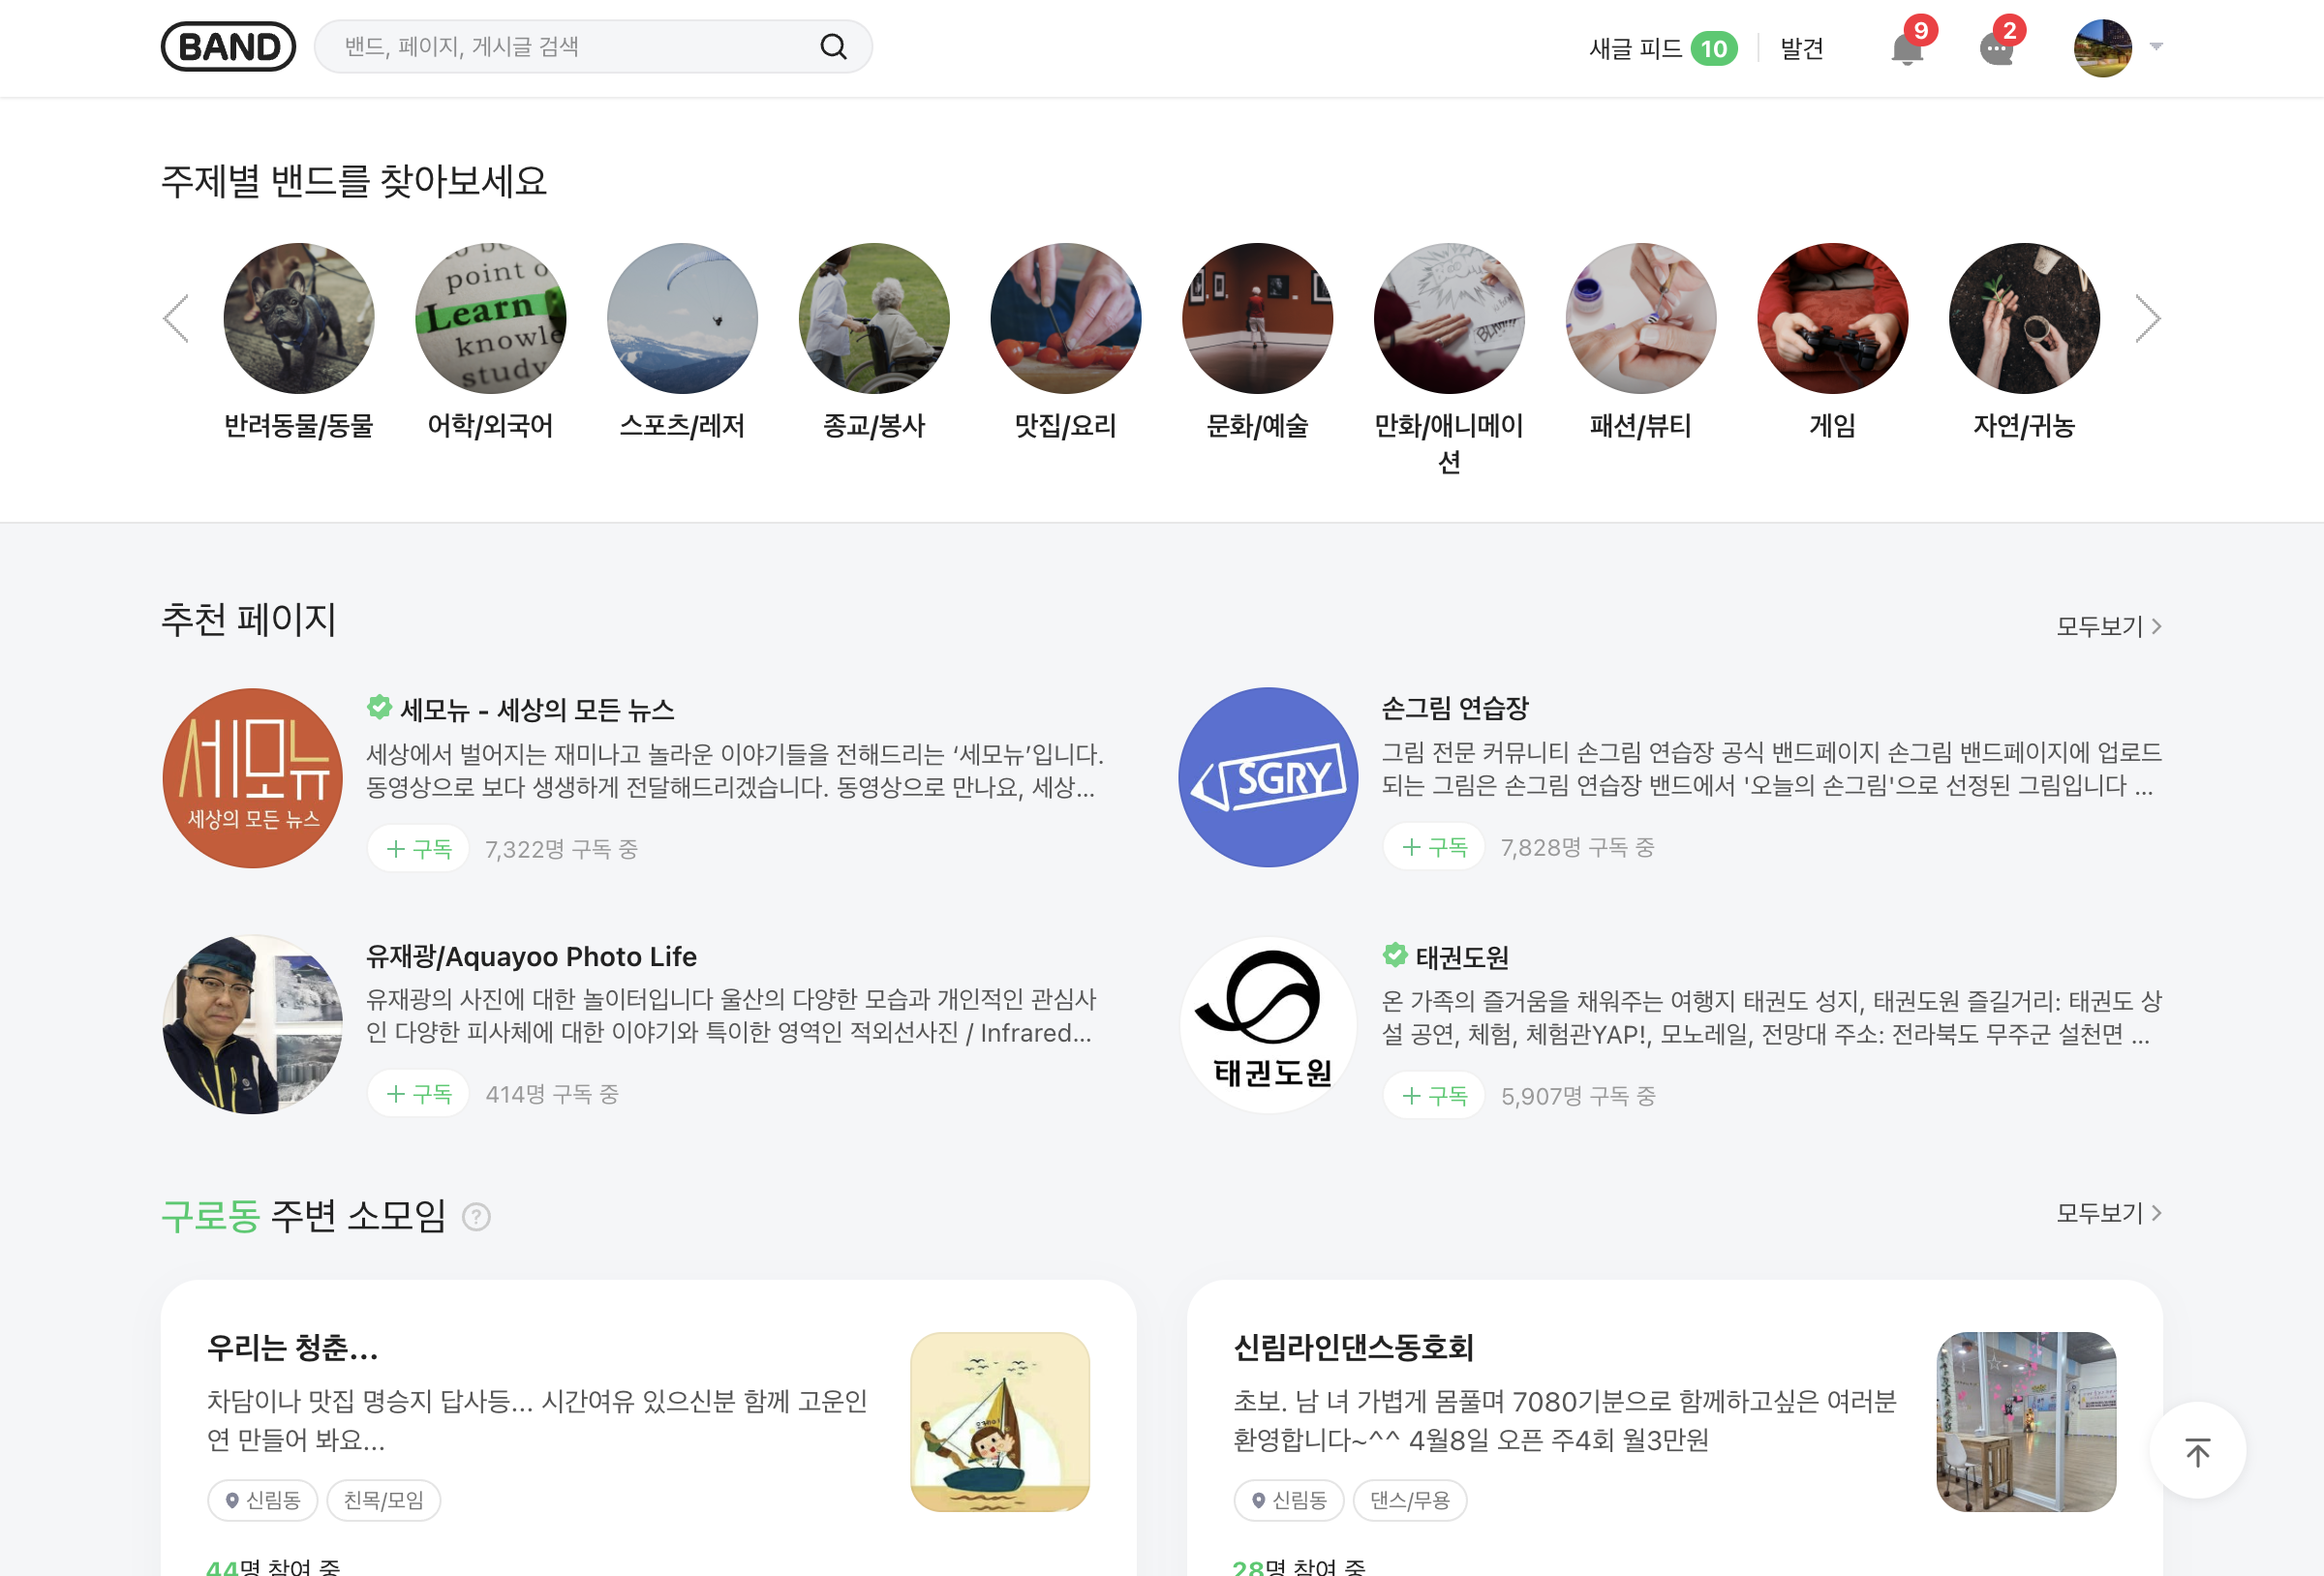 BAND
밴드, 페이지, 게시글 검색
새글 피드 10
발견
9
2
주제별 밴드를 찾아보세요
point o
Learn
knowle
study
반려동물/동물
어학/외국어
스포츠/레저
종교/봉사
맛집/요리
문화/예술
만화/애니메이
션
패션/뷰티
게임
자연/귀농
추천 페이지
모두보기
세모뉴
세상의 모든 뉴스
세모뉴 - 세상의 모든 뉴스
세상에서 벌어지는 재미나고 놀라운 이야기들을 전해드리는 ‘세모뉴’입니다.
동영상으로 보다 생생하게 전달해드리겠습니다. 동영상으로 만나요, 세상...
+ 구독
7,322명 구독 중
SGRY
손그림 연습장
그림 전문 커뮤니티 손그림 연습장 공식 밴드페이지 손그림 밴드페이지에 업로드
되는 그림은 손그림 연습장 밴드에서 '오늘의 손그림'으로 선정된 그림입니다 ...
+ 구독
7,828명 구독 중
유재광/Aquayoo Photo Life
유재광의 사진에 대한 놀이터입니다 울산의 다양한 모습과 개인적인 관심사
인 다양한 피사체에 대한 이야기와 특이한 영역인 적외선사진 / Infrared...
+ 구독
414명 구독 중
태권도원
태권도원
온 가족의 즐거움을 채워주는 여행지 태권도 성지, 태권도원 즐길거리: 태권도 상
설 공연, 체험, 체험관YAP!, 모노레일, 전망대 주소: 전라북도 무주군 설천면 ...
+ 구독
5,907명 구독 중
구로동 주변 소모임 ?
모두보기
우리는 청춘...
차담이나 맛집 명승지 답사등... 시간여유 있으신분 함께 고운인
연 만들어 봐요...
신림동
친목/모임
44명 참여 중
신림라인댄스동호회
초보. 남 녀 가볍게 몸풀며 7080기분으로 함께하고싶은 여러분
환영합니다~^^ 4월8일 오픈 주4회 월3만원
신림동
댄스/무용
28명 참여 중